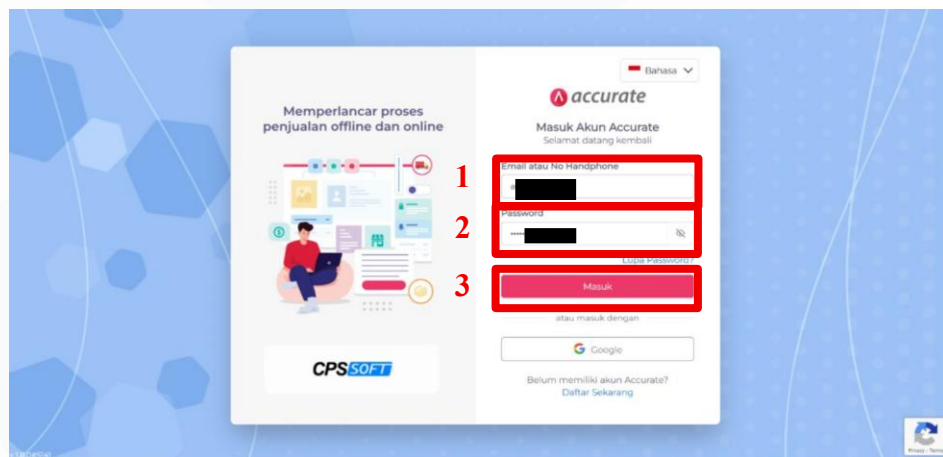 Bahasa
accurate
Memperlancar proses
penjualan offline dan online
Masuk Akun Accurate
Selamat datang kembali
1
Email atau No Handphone
2
Password
Lupa Password?
3
Masuk
atau masuk dengan
Google
CPSSOFT
Belum memiliki akun Accurate?
Daftar Sekarang